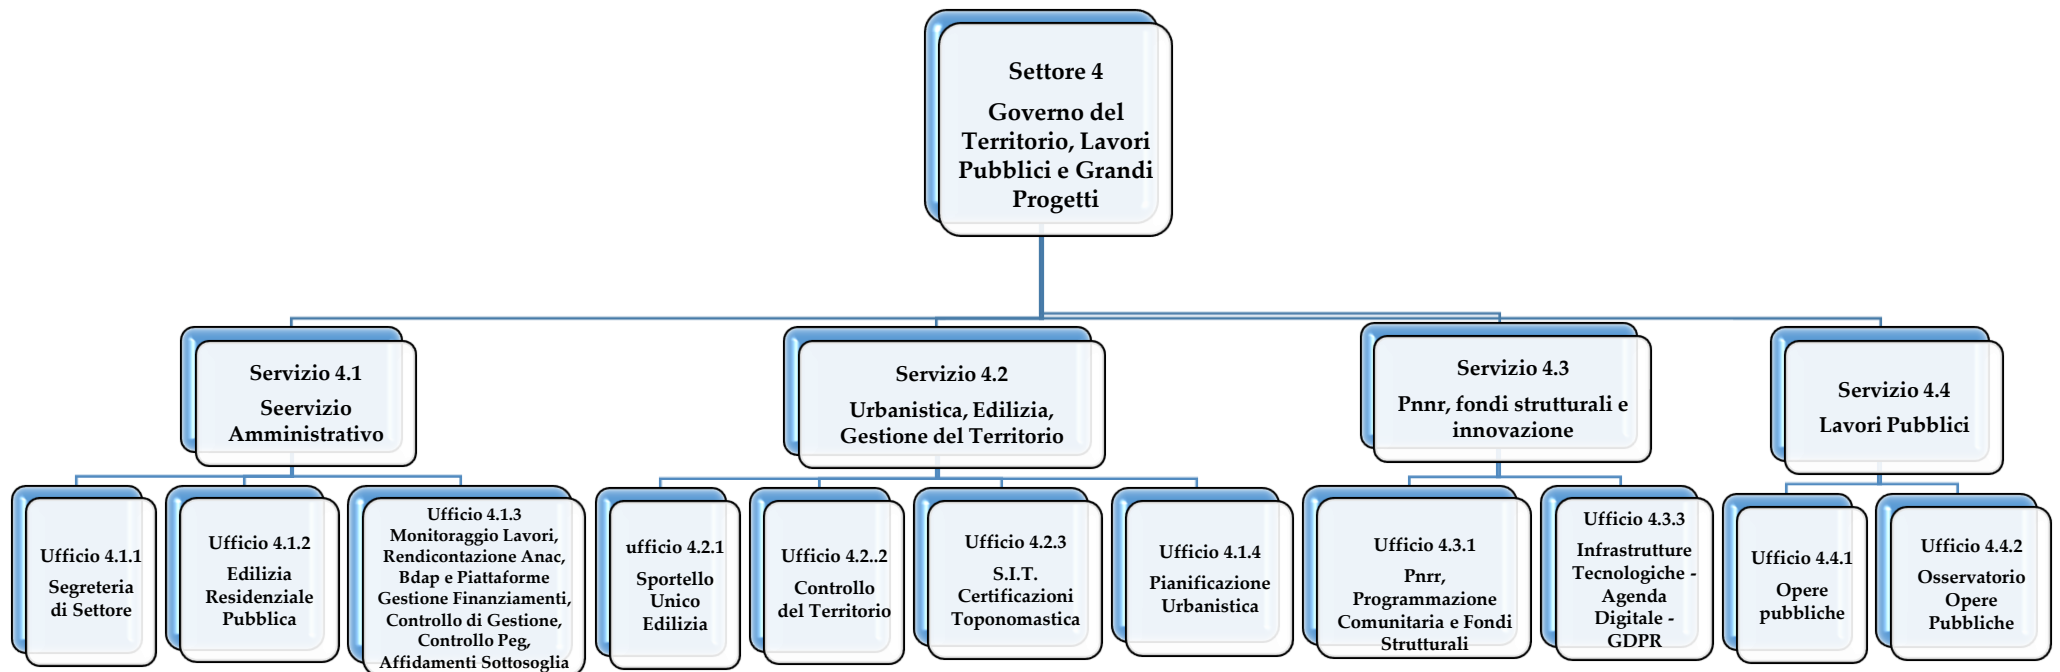 Settore 4
Governo del
Territorio, Lavori
Pubblici e Grandi
Progetti
Servizio 4.1
Seervizio
Amministrativo
Servizio 4.2
Urbanistica, Edilizia,
Gestione del Territorio
Servizio 4.3
Pnnr, fondi strutturali e
innovazione
Servizio 4.4
Lavori Pubblici
Ufficio 4.1.1
Segreteria
di Settore
Ufficio 4.1.2
Edilizia
Residenziale
Pubblica
Ufficio 4.1.3
Monitoraggio Lavori,
Rendicontazione Anac,
Bdap e Piattaforme
Gestione Finanziamenti,
Controllo di Gestione,
Controllo Peg,
Affidamenti Sottosoglia
ufficio 4.2.1
Sportello
Unico
Edilizia
Ufficio 4.2..2
Controllo
del Territorio
Ufficio 4.2.3
S.I.T.
Certificazioni
Toponomastica
Ufficio 4.1.4
Pianificazione
Urbanistica
Ufficio 4.3.1
Pnrr,
Programmazione
Comunitaria e Fondi
Strutturali
Ufficio 4.3.3
Infrastrutture
Tecnologiche -
Agenda
Digitale -
GDPR
Ufficio 4.4.1
Opere
pubbliche
Ufficio 4.4.2
Osservatorio
Opere
Pubbliche